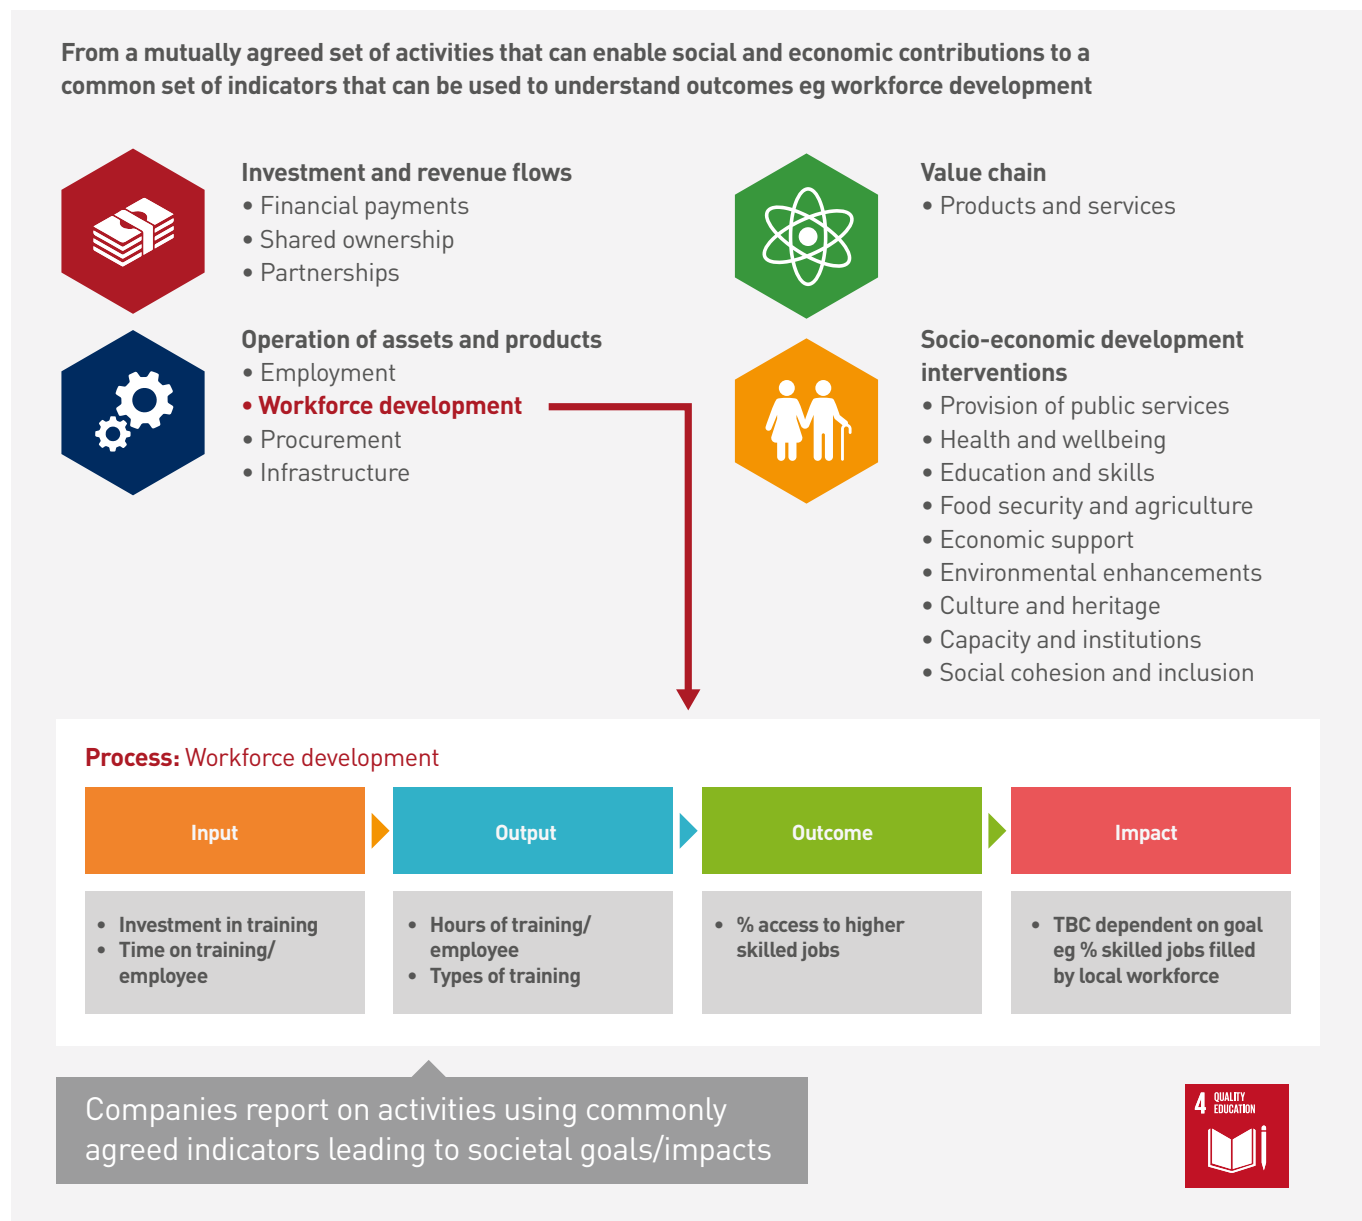 From a mutually agreed set of activities that can enable social and economic contributions to a
common set of indicators that can be used to understand outcomes eg workforce development
Investment and revenue flows
• Financial payments
• Shared ownership
• Partnerships
Operation of assets and products
• Employment
• Workforce development
• Procurement
• Infrastructure
Value chain
• Products and services
Socio-economic development
interventions
• Provision of public services
• Health and wellbeing
• Education and skills
• Food security and agriculture
• Economic support
• Environmental enhancements
• Culture and heritage
• Capacity and institutions
• Social cohesion and inclusion
Process: Workforce development
Input
• Investment in training
• Time on training/
employee
Output
• Hours of training/
employee
• Types of training
Outcome
• % access to higher
skilled jobs
Impact
• TBC dependent on goal
eg % skilled jobs filled
by local workforce
Companies report on activities using commonly
agreed indicators leading to societal goals/impacts
4 QUALITY
EDUCATION